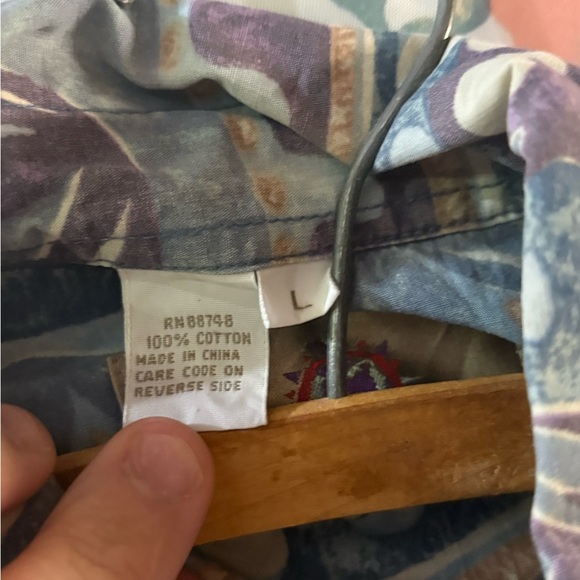 RN88748
100% COTTON
MADE IN CHINA
CARE CODE ON
REVERSE SIDE
L